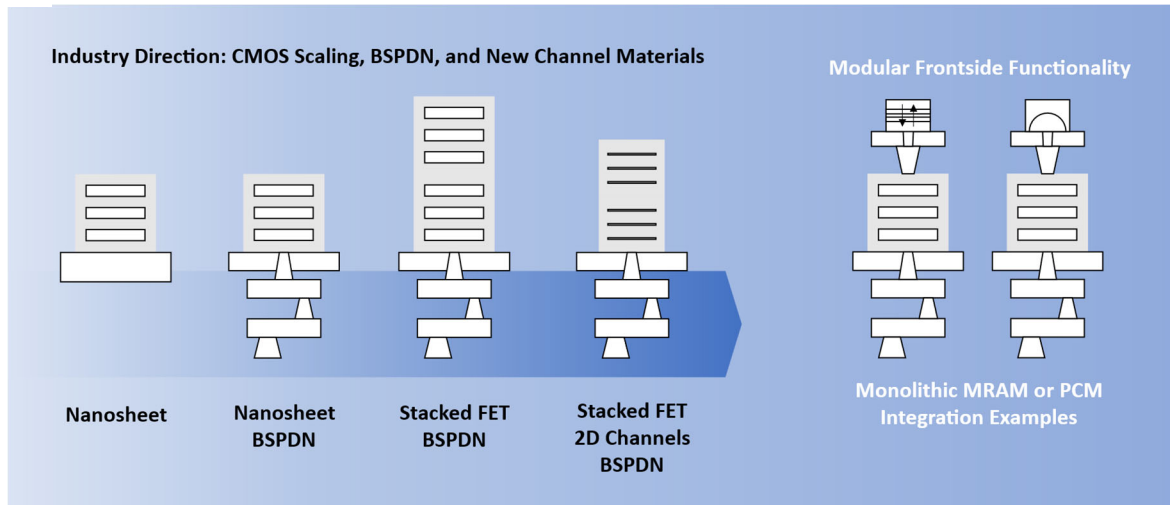 Industry Direction: CMOS Scaling, BSPDN, and New Channel Materials
Modular Frontside Functionality
Nanosheet
Nanosheet
BSPDN
Stacked FET
BSPDN
Stacked FET
2D Channels
BSPDN
Monolithic MRAM or PCM
Integration Examples